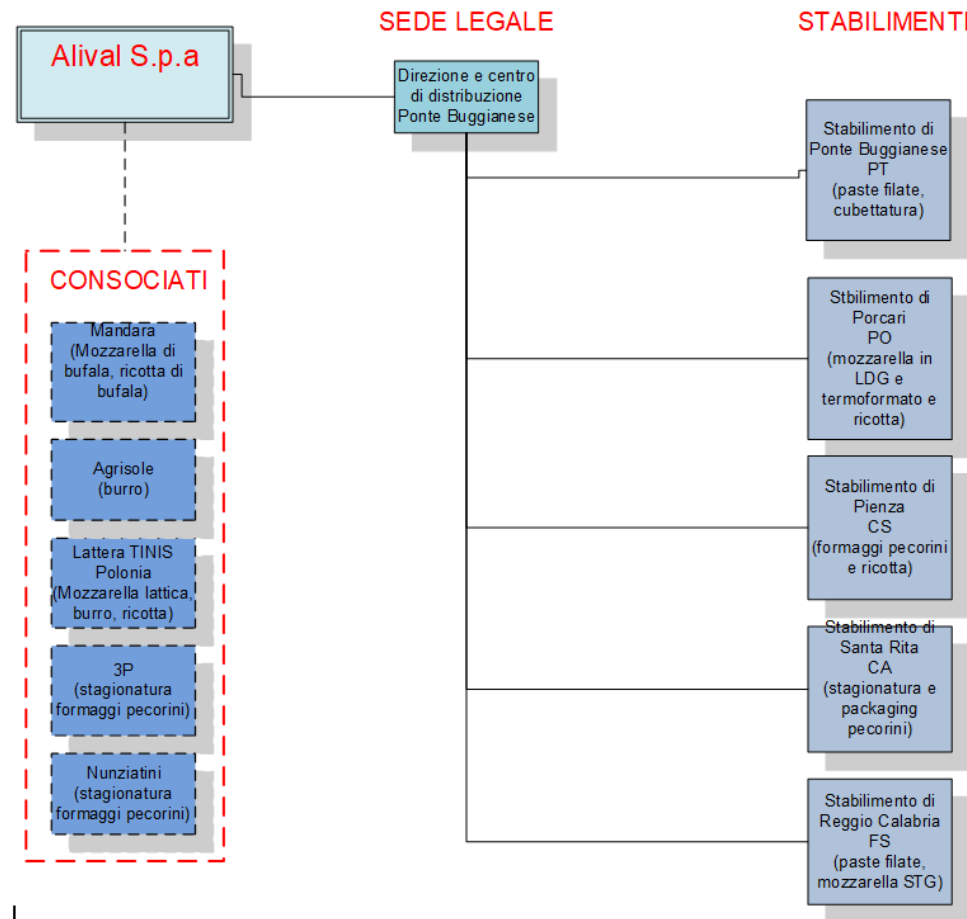 SEDE LEGALE
STABILIMENTI
Alival S.p.a
Direzione e centro
di distribuzione
Ponte Buggianese
CONSOCIATI
Mandara
(Mozzarella di
bufala, ricotta di
bufala)
Agrisole
(burro)
Lattera TINIS
Polonia
(Mozzarella lattica,
burro, ricotta)
3P
(stagionatura
formaggi pecorini)
Nunziatini
(stagionatura
formaggi pecorini)
Stabilimento di
Ponte Buggianese
PT
(paste filate,
cubettatura)
Stbilimento di
Porcari
PO
(mozzarella in
LDG e
termoformato e
ricotta)
Stabilimento di
Pienza
CS
(formaggi pecorini
e ricotta)
Stabilimento di
Santa Rita
CA
(stagionatura e
packaging
pecorini)
Stabilimento di
Reggio Calabria
FS
(paste filate,
mozzarella STG)